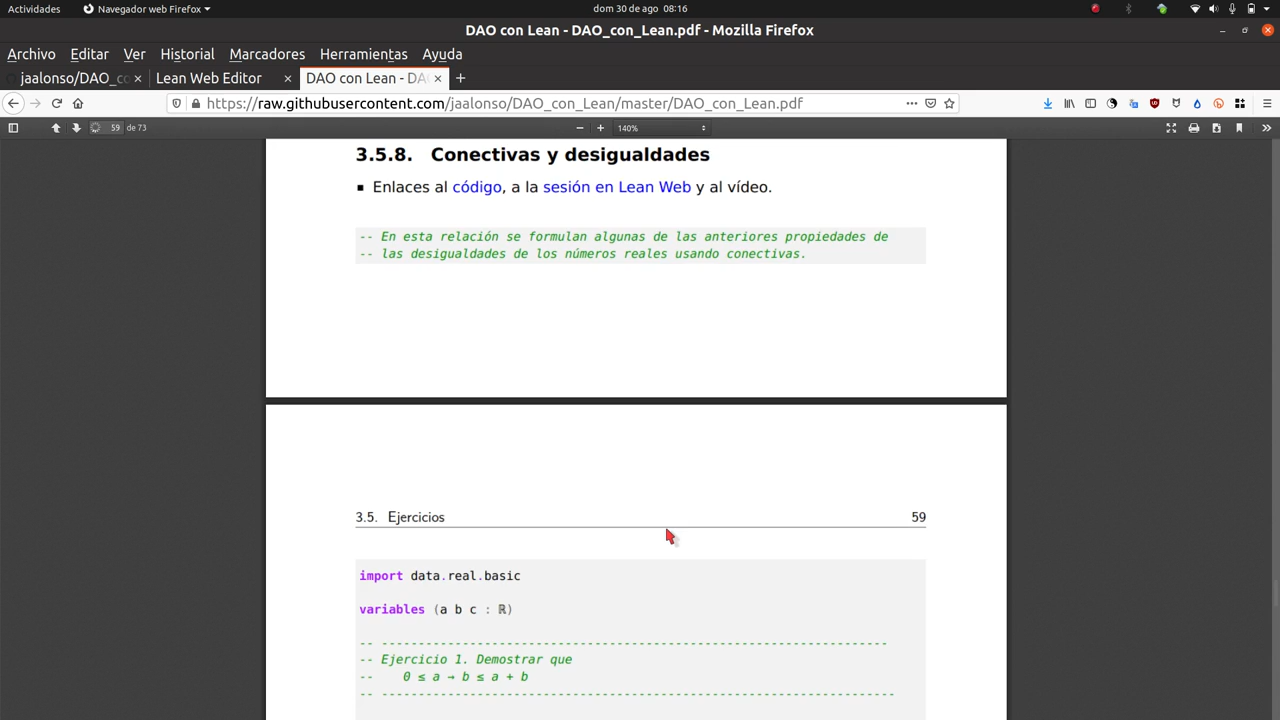 Actividades Navegador web Firefox dom 30 de ago 08:16
DAO con Lean - DAO_con_Lean.pdf - Mozilla Firefox
Archivo Editar Ver Historial Marcadores Herramientas Ayuda
jaalonso/DAO_co × Lean Web Editor × DAO con Lean - DA × +
https://raw.githubusercontent.com/jaalonso/DAO_con_Lean/master/DAO_con_Lean.pdf
59 de 73 − + 140%
3.5.8. Conectivas y desigualdades
▪ Enlaces al código, a la sesión en Lean Web y al vídeo.
-- En esta relación se formulan algunas de las anteriores propiedades de
-- las desigualdades de los números reales usando conectivas.
3.5. Ejercicios 59
import data.real.basic
variables (a b c : ℝ)
-- ---------------------------------------------------------------------
-- Ejercicio 1. Demostrar que
-- 0 ≤ a → b ≤ a + b
-- ----------------------------------------------------------------------